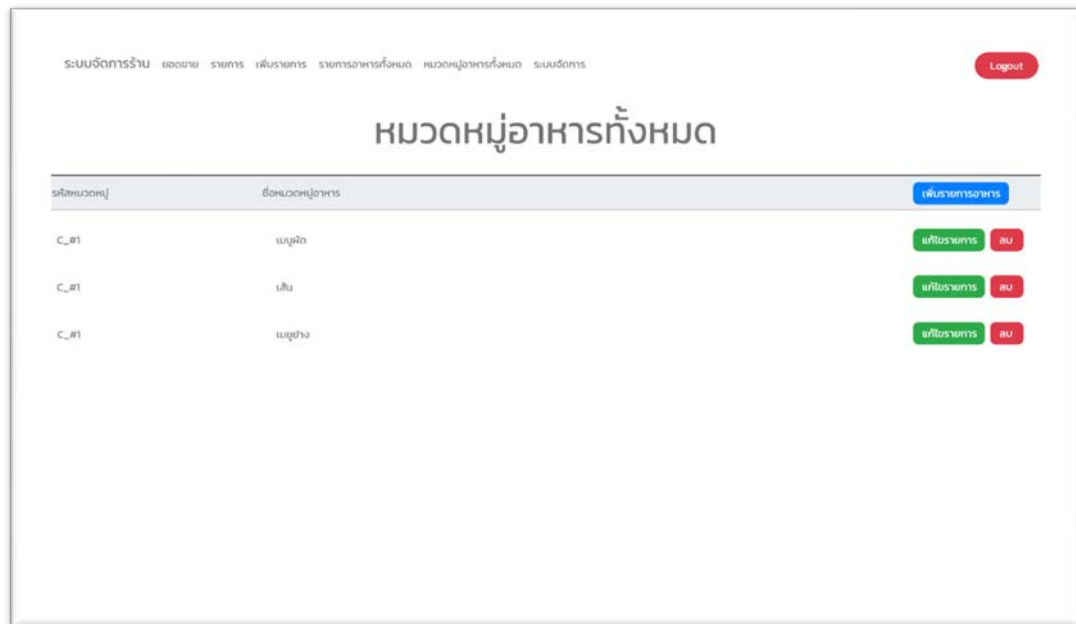 ระบบจัดการร้าน ยอดขาย รายการ เพิ่มรายการ รายการอาหารทั้งหมด หมวดหมู่อาหารทั้งหมด ระบบจัดการ Logout
หมวดหมู่อาหารทั้งหมด
รหัสหมวดหมู่ ชื่อหมวดหมู่อาหาร เพิ่มรายการอาหาร
C_#1 เมนูผัด แก้ไขรายการ ลบ
C_#1 เส้น แก้ไขรายการ ลบ
C_#1 เมยูย่าง แก้ไขรายการ ลบ